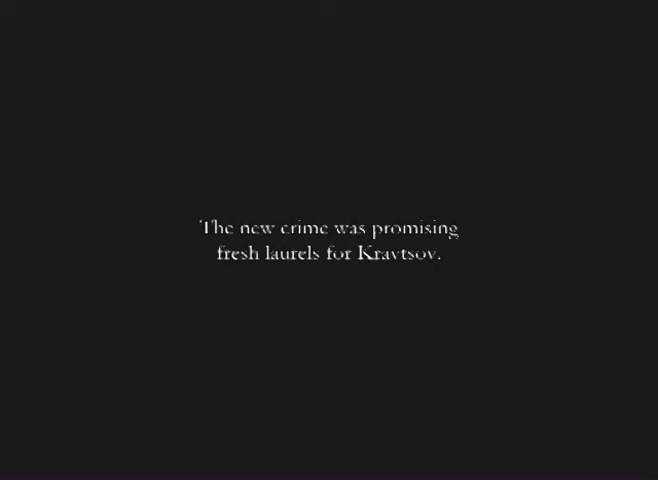 The new crime was promising
fresh laurels for Kravtsov.